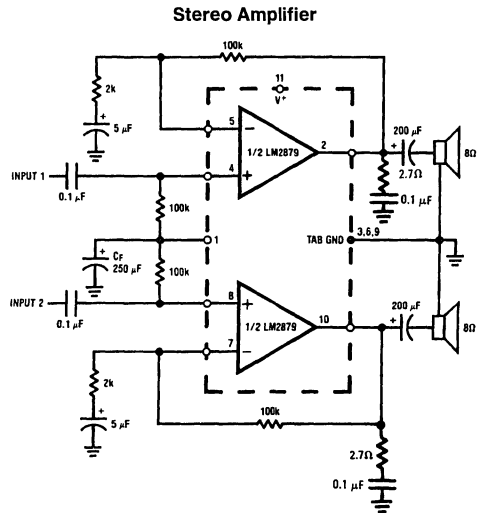 Stereo Amplifier
100k
11
V+
2k
+
5 µF
5
−
2
1/2 LM2879
200 µF
+
8Ω
INPUT 1
4
+
2.7Ω
0.1 µF
0.1 µF
100k
1
TAB GND
3,6,9
+
CF
250 µF
100k
INPUT 2
0.1 µF
8
+
10
200 µF
+
8Ω
1/2 LM2879
7
−
2k
+
5 µF
100k
2.7Ω
0.1 µF